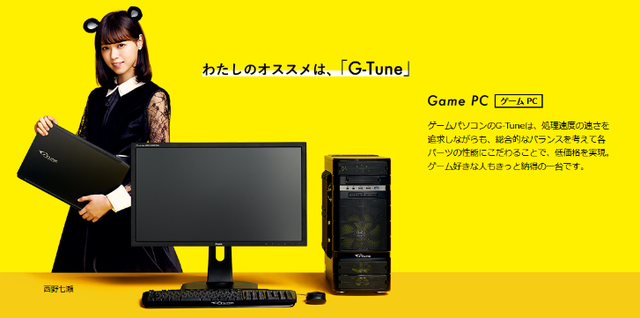 わたしのオススメは、「G-Tune」
Game PC ゲームPC
ゲームパソコンのG-Tuneは、処理速度の速さを
追求しながらも、総合的なバランスを考えて各
パーツの性能にこだわることで、低価格を実現。
ゲーム好きな人もきっと納得の一台です。
G-Tune
西野七瀬